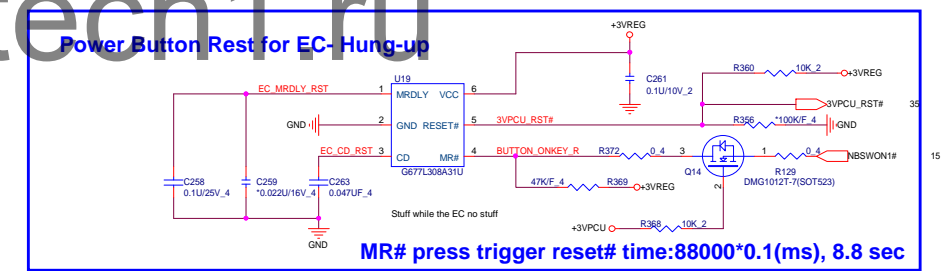 tech1.ru
Power Button Rest for EC- Hung-up
+3VREG
U19
EC_MRDLY_RST 1 MRDLY VCC 6
C261
0.1U/10V_2
R360 10K_2 +3VREG
3VPCU_RST# 35
GND 2 GND RESET# 5 3VPCU_RST#
R356 *100K/F_4 GND
EC_CD_RST 3 CD MR# 4 BUTTON_ONKEY_R R372 0_4 3 1 0_4 NBSWON1# 15
G677L308A31U
C258
0.1U/25V_4
C259
*0.022U/16V_4
C263
0.047UF_4
47K/F_4 R369 +3VREG
Q14
2
R129
DMG1012T-7(SOT523)
Stuff while the EC no stuff
+3VPCU R368 10K_2
GND
MR# press trigger reset# time:88000*0.1(ms), 8.8 sec